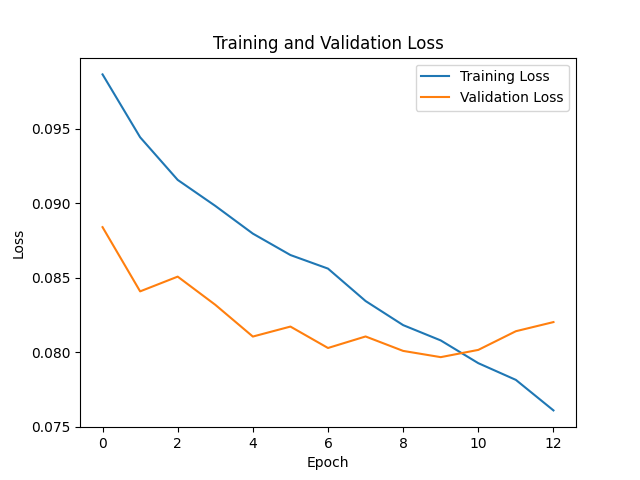 Training and Validation Loss
Training Loss
Validation Loss
0.095
0.090
0.085
0.080
0.075
Loss
0 2 4 6 8 10 12
Epoch